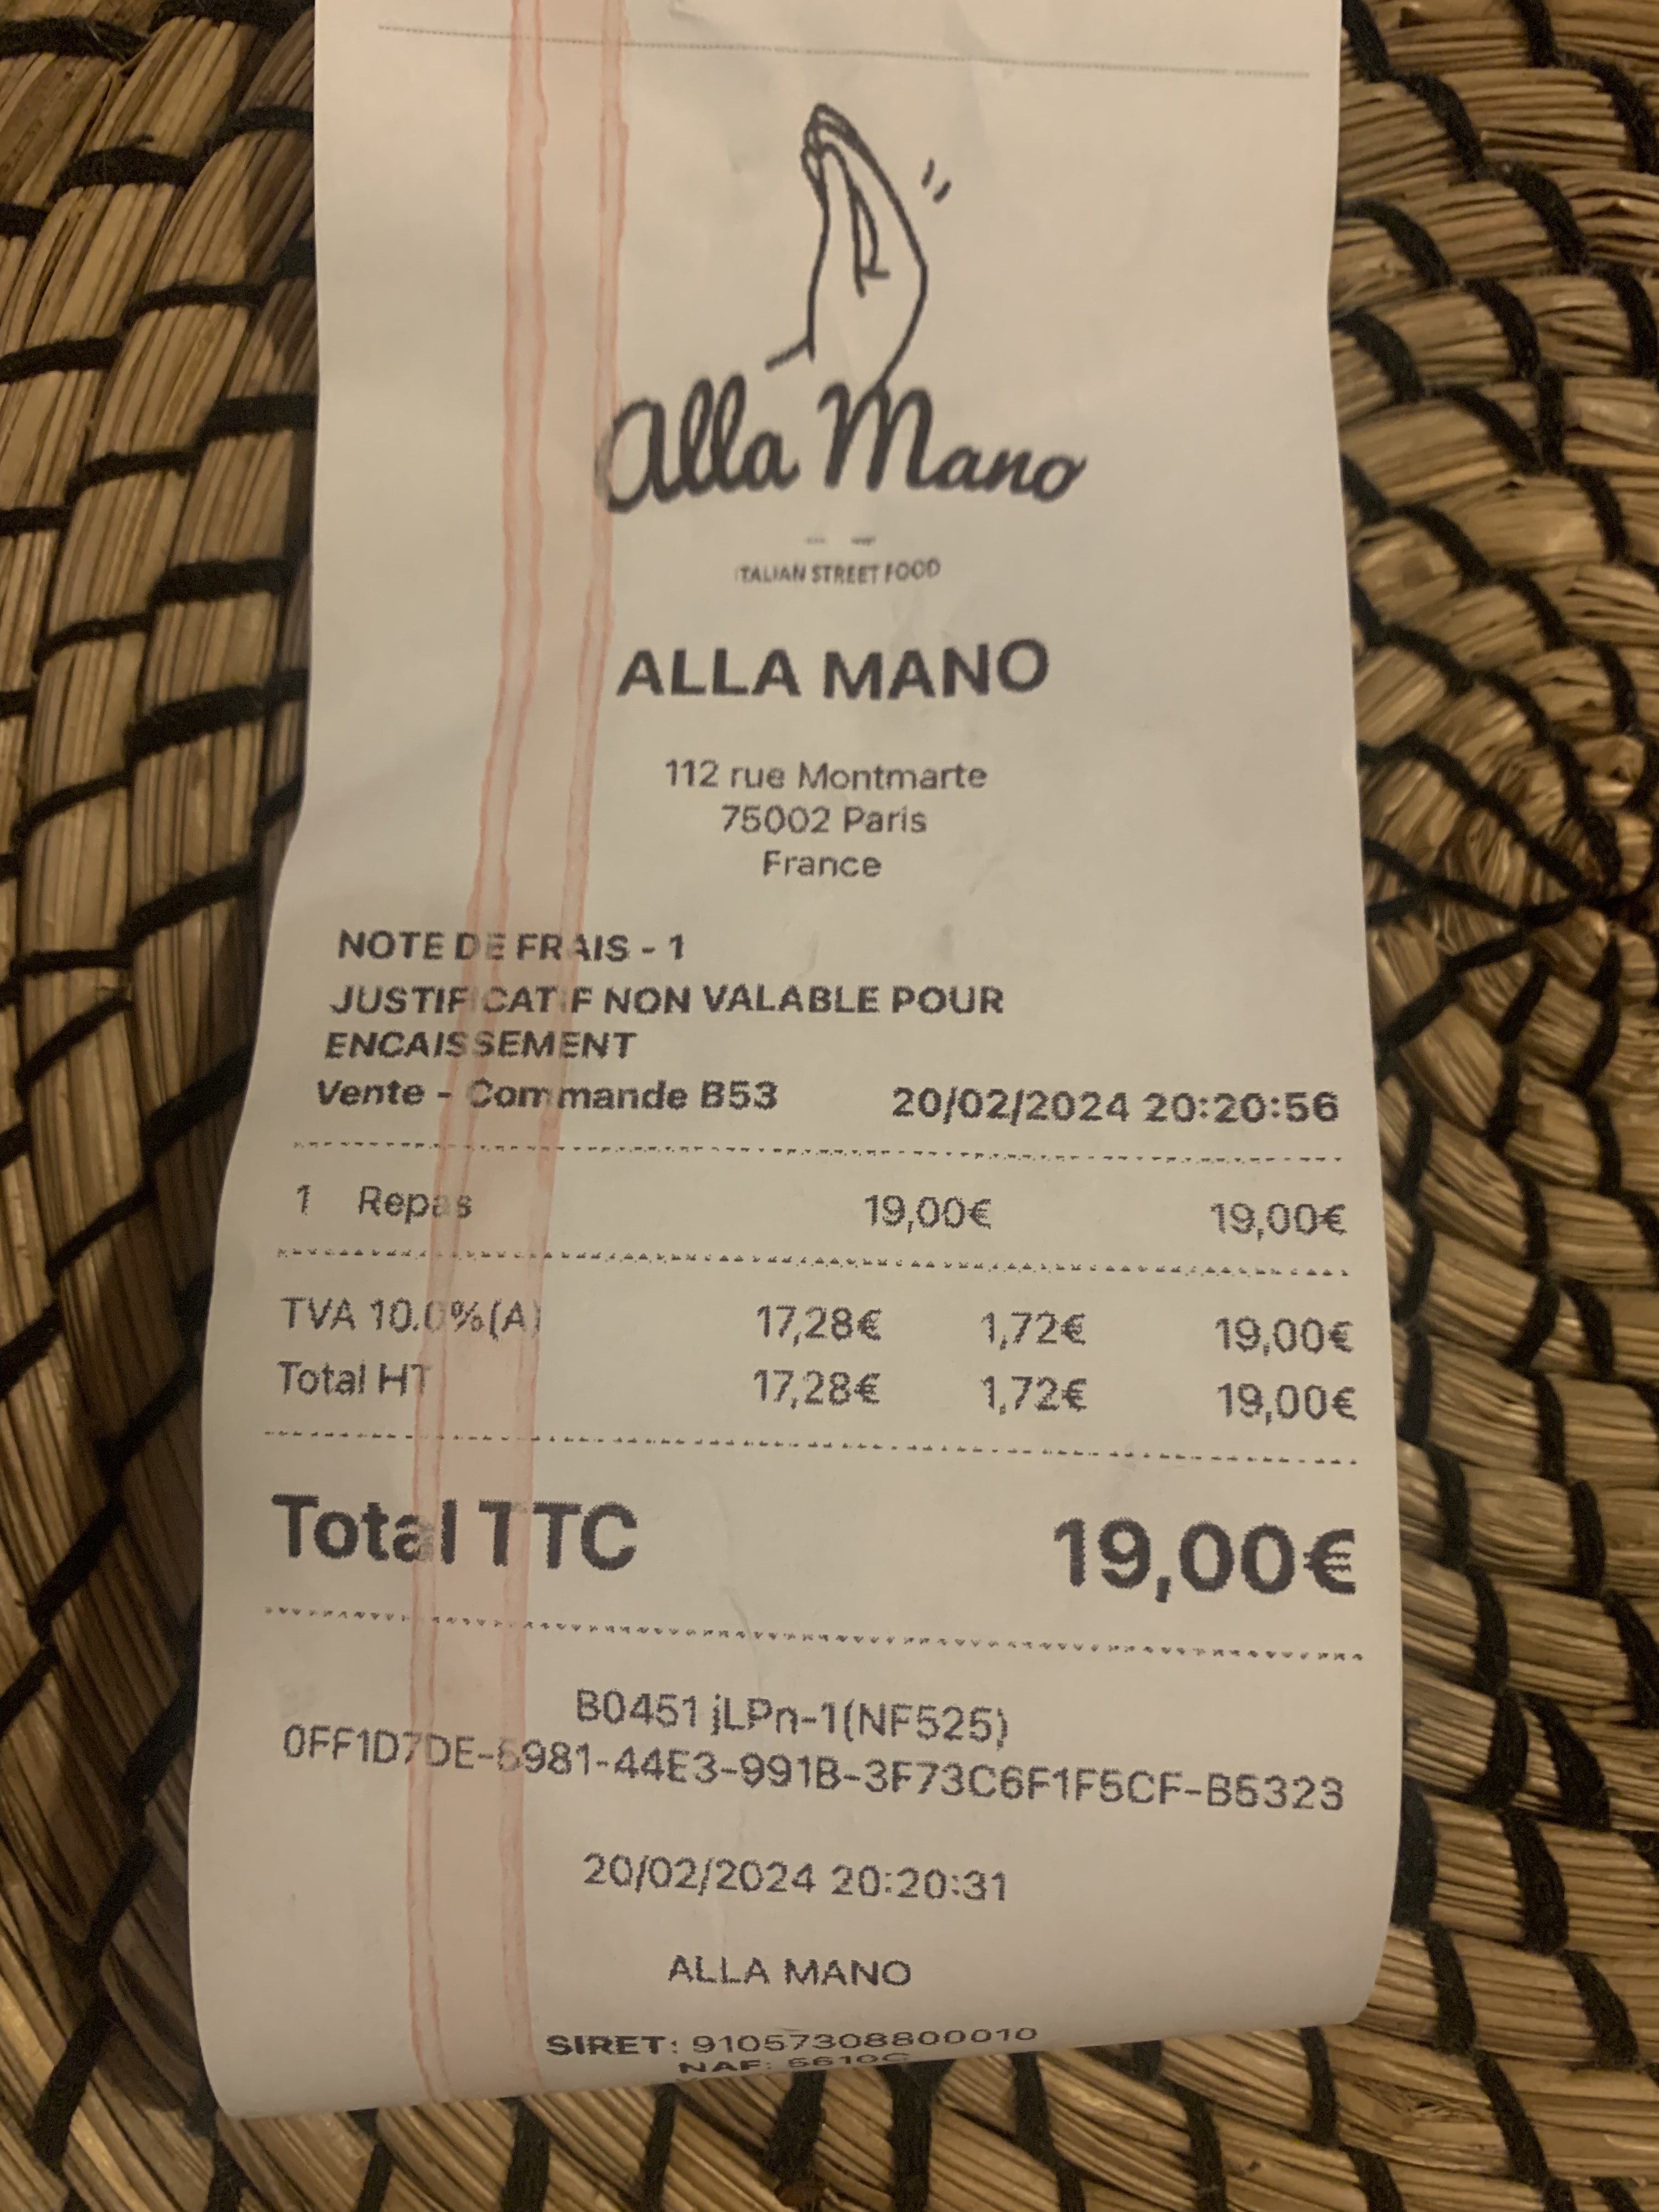 alla Mano
ITALIAN STREET FOOD
ALLA MANO
112 rue Montmarte
75002 Paris
France
NOTE DE FRAIS - 1
JUSTIFICATIF NON VALABLE POUR
ENCAISSEMENT
Vente - Commande B53 20/02/2024 20:20:56
1 Repas 19,00€ 19,00€
TVA 10.0%(A) 17,28€ 1,72€ 19,00€
Total HT 17,28€ 1,72€ 19,00€
Total TTC 19,00€
B0451 jLPn-1(NF525)
0FF1D7DE-5981-44E3-991B-3F73C6F1F5CF-B5323
20/02/2024 20:20:31
ALLA MANO
SIRET: 91057308800010
NAF: 5610C